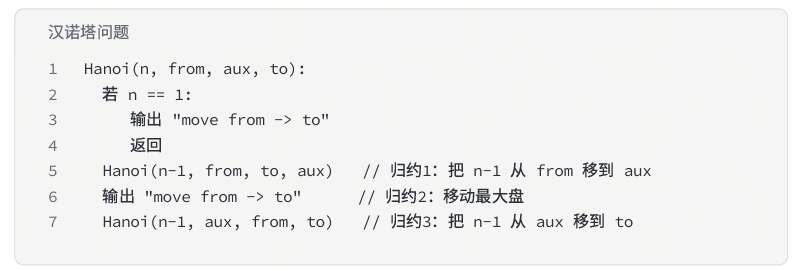 汉诺塔问题
1 Hanoi(n, from, aux, to):
2 若 n == 1:
3 输出 "move from -> to"
4 返回
5 Hanoi(n-1, from, to, aux) // 归约1: 把 n-1 从 from 移到 aux
6 输出 "move from -> to" // 归约2: 移动最大盘
7 Hanoi(n-1, aux, from, to) // 归约3: 把 n-1 从 aux 移到 to